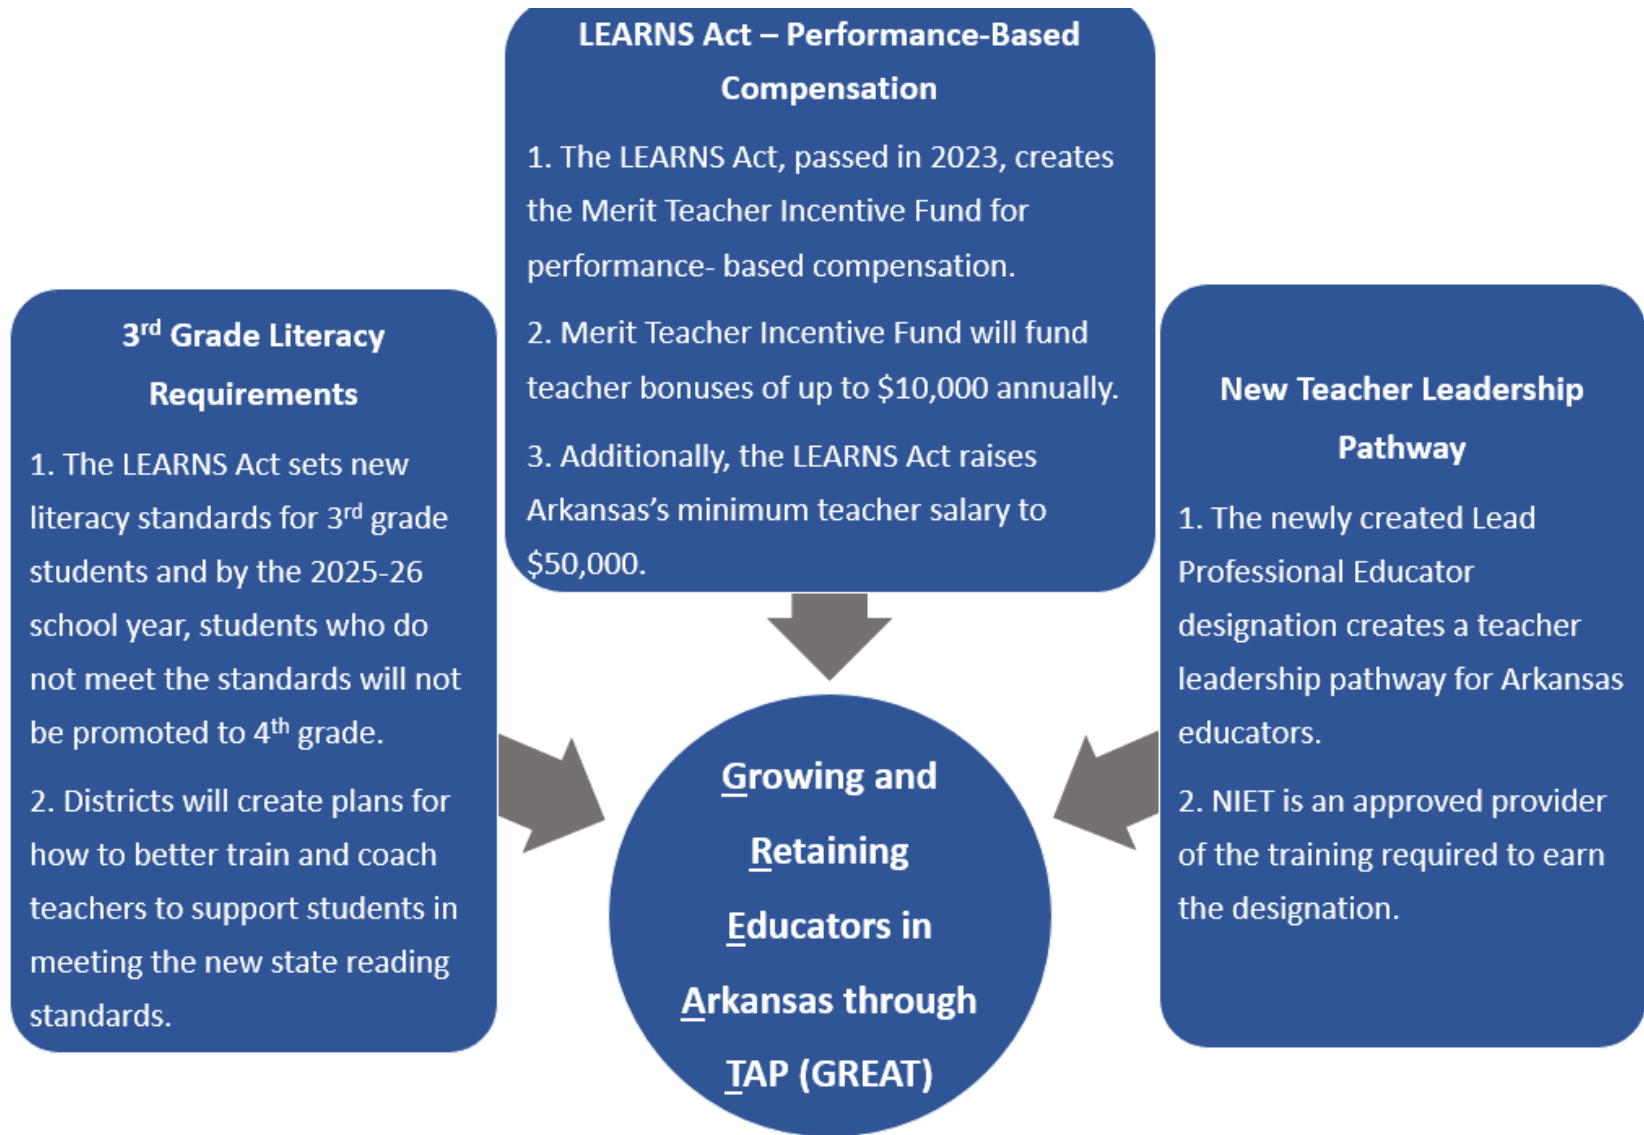 LEARNS Act – Performance-Based
Compensation
1. The LEARNS Act, passed in 2023, creates
the Merit Teacher Incentive Fund for
performance- based compensation.
2. Merit Teacher Incentive Fund will fund
teacher bonuses of up to $10,000 annually.
3. Additionally, the LEARNS Act raises
Arkansas’s minimum teacher salary to
$50,000.
3rd Grade Literacy
Requirements
1. The LEARNS Act sets new
literacy standards for 3rd grade
students and by the 2025-26
school year, students who do
not meet the standards will not
be promoted to 4th grade.
2. Districts will create plans for
how to better train and coach
teachers to support students in
meeting the new state reading
standards.
New Teacher Leadership
Pathway
1. The newly created Lead
Professional Educator
designation creates a teacher
leadership pathway for Arkansas
educators.
2. NIET is an approved provider
of the training required to earn
the designation.
Growing and
Retaining
Educators in
Arkansas through
TAP (GREAT)